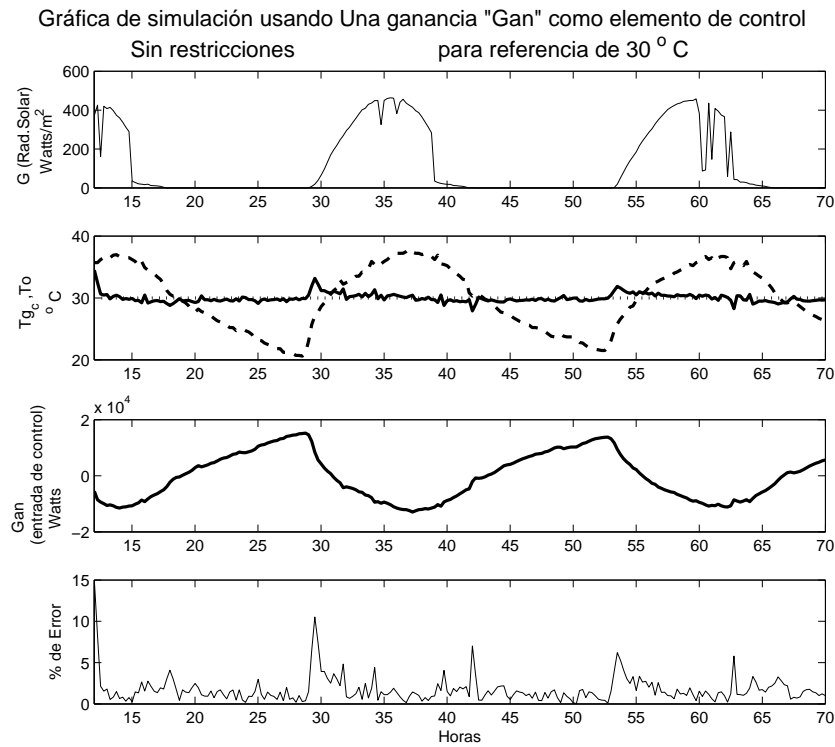 Gráfica de simulación usando Una ganancia "Gan" como elemento de control
Sin restricciones para referencia de 30 ° C
600
400
200
0
G (Rad.Solar)
Watts/m²
15 20 25 30 35 40 45 50 55 60 65 70
40
30
20
Tg_c ,To
° C
15 20 25 30 35 40 45 50 55 60 65 70
x 10⁴
2
0
−2
Gan
(entrada de control)
Watts
15 20 25 30 35 40 45 50 55 60 65 70
15
10
5
0
% de Error
15 20 25 30 35 40 45 50 55 60 65 70
Horas